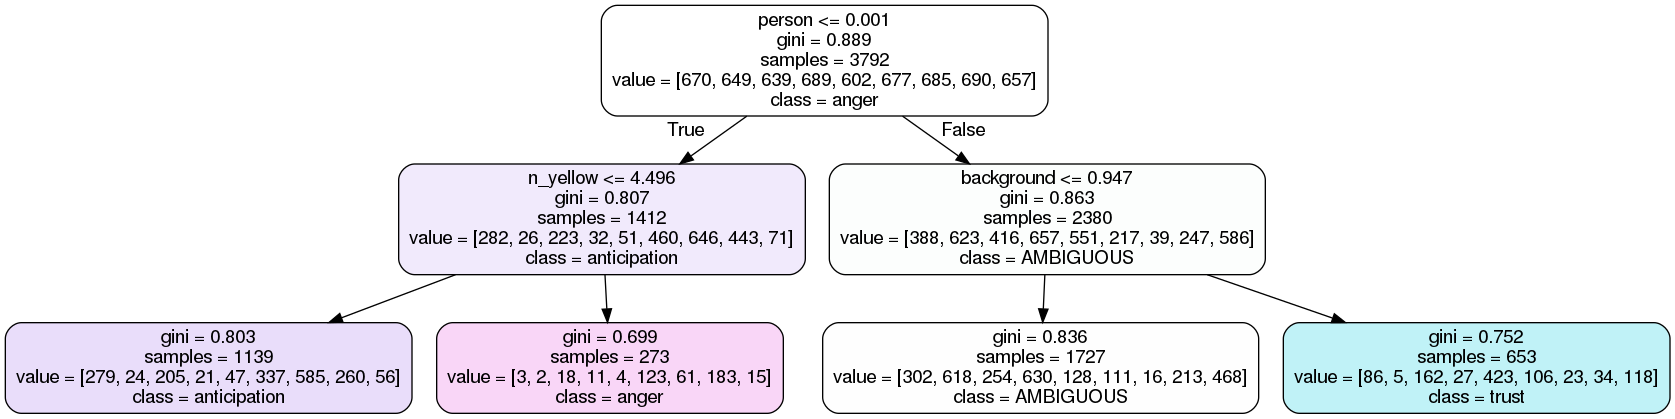 person <= 0.001
gini = 0.889
samples = 3792
value = [670, 649, 639, 689, 602, 677, 685, 690, 657]
class = anger
True
False
n_yellow <= 4.496
gini = 0.807
samples = 1412
value = [282, 26, 223, 32, 51, 460, 646, 443, 71]
class = anticipation
background <= 0.947
gini = 0.863
samples = 2380
value = [388, 623, 416, 657, 551, 217, 39, 247, 586]
class = AMBIGUOUS
gini = 0.803
samples = 1139
value = [279, 24, 205, 21, 47, 337, 585, 260, 56]
class = anticipation
gini = 0.699
samples = 273
value = [3, 2, 18, 11, 4, 123, 61, 183, 15]
class = anger
gini = 0.836
samples = 1727
value = [302, 618, 254, 630, 128, 111, 16, 213, 468]
class = AMBIGUOUS
gini = 0.752
samples = 653
value = [86, 5, 162, 27, 423, 106, 23, 34, 118]
class = trust